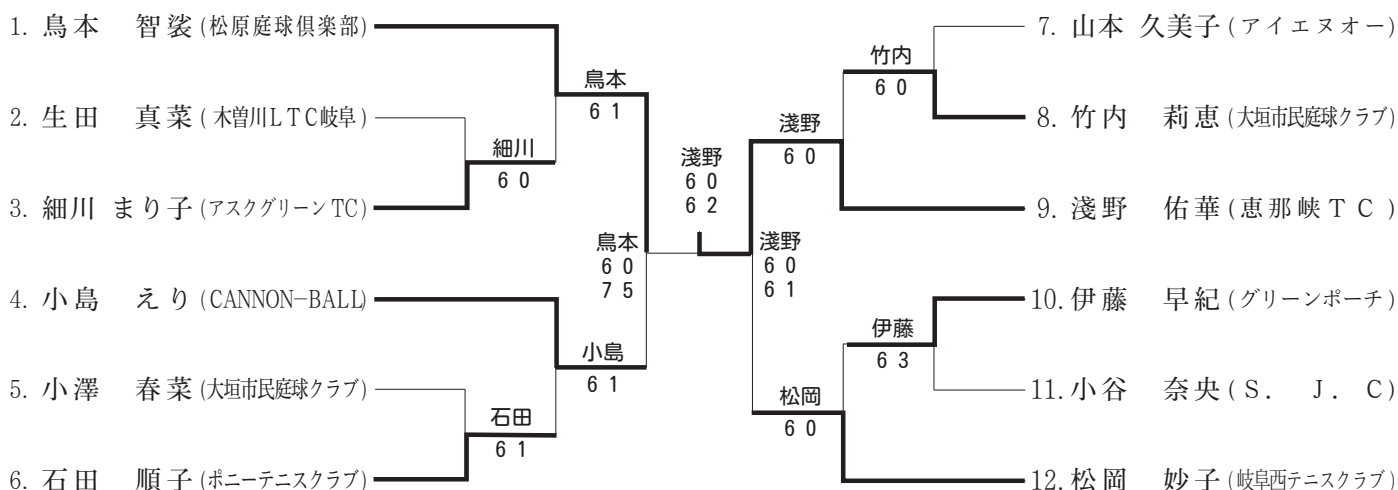 1. 鳥本 智裟 (松原庭球倶楽部)
2. 生田 真菜 (木曽川LTC岐阜)
3. 細川 まり子 (アスクグリーンTC)
4. 小島 えり (CANNON-BALL)
5. 小澤 春菜 (大垣市民庭球クラブ)
6. 石田 順子 (ポニーテニスクラブ)
細川
6 0
石田
6 1
鳥本
6 1
小島
6 1
鳥本
6 0
7 5
淺野
6 0
6 2
淺野
6 0
6 1
淺野
6 0
松岡
6 0
竹内
6 0
伊藤
6 3
7. 山本 久美子 (アイエヌオー)
8. 竹内 莉恵 (大垣市民庭球クラブ)
9. 淺野 佑華 (恵那峡TC)
10. 伊藤 早紀 (グリーンポーチ)
11. 小谷 奈央 (S. J. C)
12. 松岡 妙子 (岐阜西テニスクラブ)